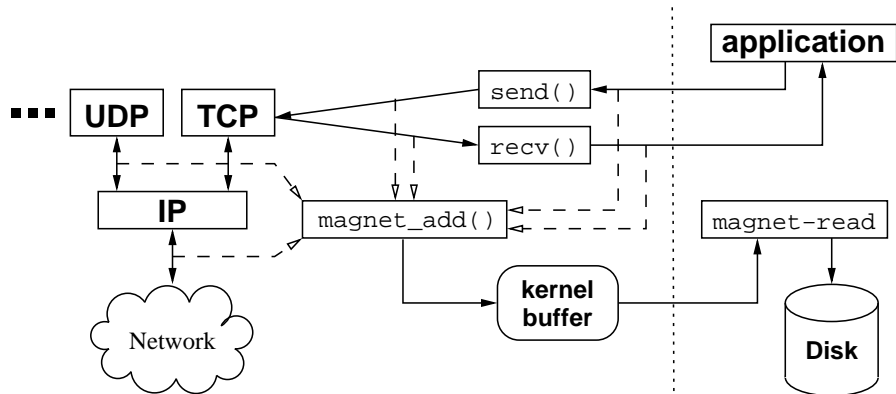 application
send()
UDP
TCP
recv()
IP
magnet_add()
magnet-read
kernel
buffer
Network
Disk